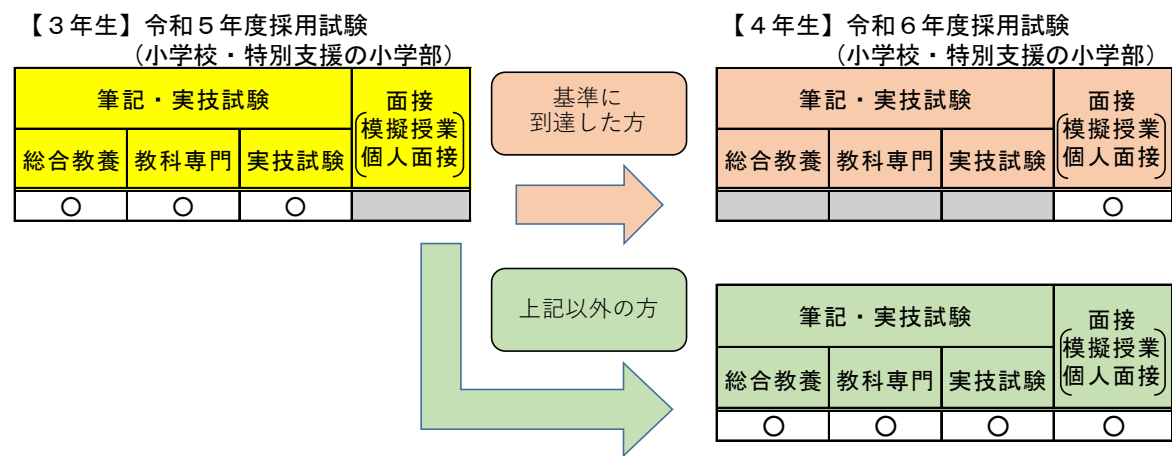 【３年生】令和５年度採用試験
（小学校・特別支援の小学部）
筆記・実技試験
面接
模擬授業
個人面接
総合教養
教科専門
実技試験
○
○
○
基準に
到達した方
【４年生】令和６年度採用試験
（小学校・特別支援の小学部）
筆記・実技試験
面接
模擬授業
個人面接
総合教養
教科専門
実技試験
○
上記以外の方
筆記・実技試験
面接
模擬授業
個人面接
総合教養
教科専門
実技試験
○
○
○
○